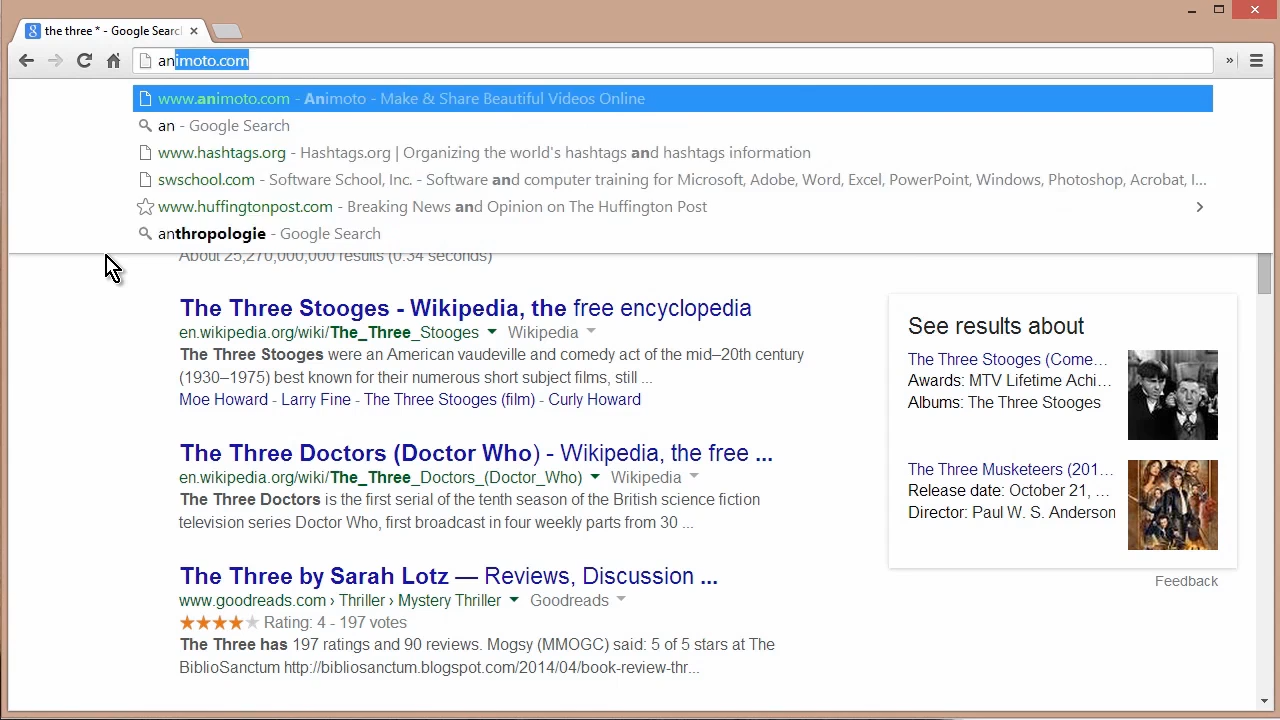 the three * - Google Searc
animoto.com
www.animoto.com - Animoto - Make & Share Beautiful Videos Online
an - Google Search
www.hashtags.org - Hashtags.org | Organizing the world's hashtags and hashtags information
swschool.com - Software School, Inc. - Software and computer training for Microsoft, Adobe, Word, Excel, PowerPoint, Windows, Photoshop, Acrobat, I...
www.huffingtonpost.com - Breaking News and Opinion on The Huffington Post
anthropologie - Google Search
About 25,270,000,000 results (0.34 seconds)
The Three Stooges - Wikipedia, the free encyclopedia
en.wikipedia.org/wiki/The_Three_Stooges Wikipedia
The Three Stooges were an American vaudeville and comedy act of the mid–20th century
(1930–1975) best known for their numerous short subject films, still ...
Moe Howard - Larry Fine - The Three Stooges (film) - Curly Howard
The Three Doctors (Doctor Who) - Wikipedia, the free ...
en.wikipedia.org/wiki/The_Three_Doctors_(Doctor_Who) Wikipedia
The Three Doctors is the first serial of the tenth season of the British science fiction
television series Doctor Who, first broadcast in four weekly parts from 30 ...
The Three by Sarah Lotz — Reviews, Discussion ...
www.goodreads.com › Thriller › Mystery Thriller Goodreads
Rating: 4 - 197 votes
The Three has 197 ratings and 90 reviews. Mogsy (MMOGC) said: 5 of 5 stars at The
BiblioSanctum http://bibliosanctum.blogspot.com/2014/04/book-review-thr...
See results about
The Three Stooges (Come...
Awards: MTV Lifetime Achi...
Albums: The Three Stooges
The Three Musketeers (201...
Release date: October 21, ...
Director: Paul W. S. Anderson
Feedback